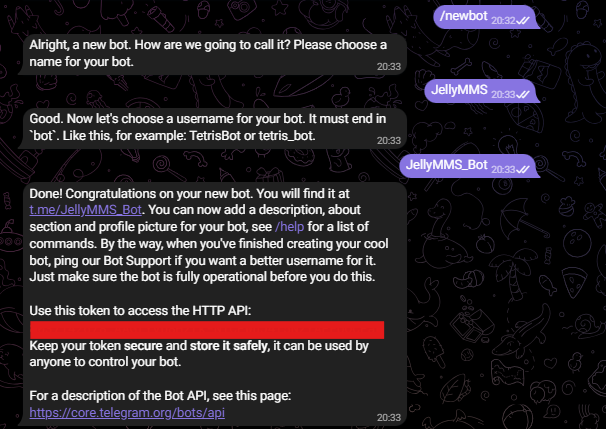 /newbot 20:32
Alright, a new bot. How are we going to call it? Please choose a
name for your bot.
20:33
JellyMMS 20:33
Good. Now let's choose a username for your bot. It must end in
`bot`. Like this, for example: TetrisBot or tetris_bot.
20:33
JellyMMS_Bot 20:33
Done! Congratulations on your new bot. You will find it at
t.me/JellyMMS_Bot. You can now add a description, about
section and profile picture for your bot, see /help for a list of
commands. By the way, when you've finished creating your cool
bot, ping our Bot Support if you want a better username for it.
Just make sure the bot is fully operational before you do this.
Use this token to access the HTTP API:
Keep your token secure and store it safely, it can be used by
anyone to control your bot.
For a description of the Bot API, see this page:
https://core.telegram.org/bots/api
20:33